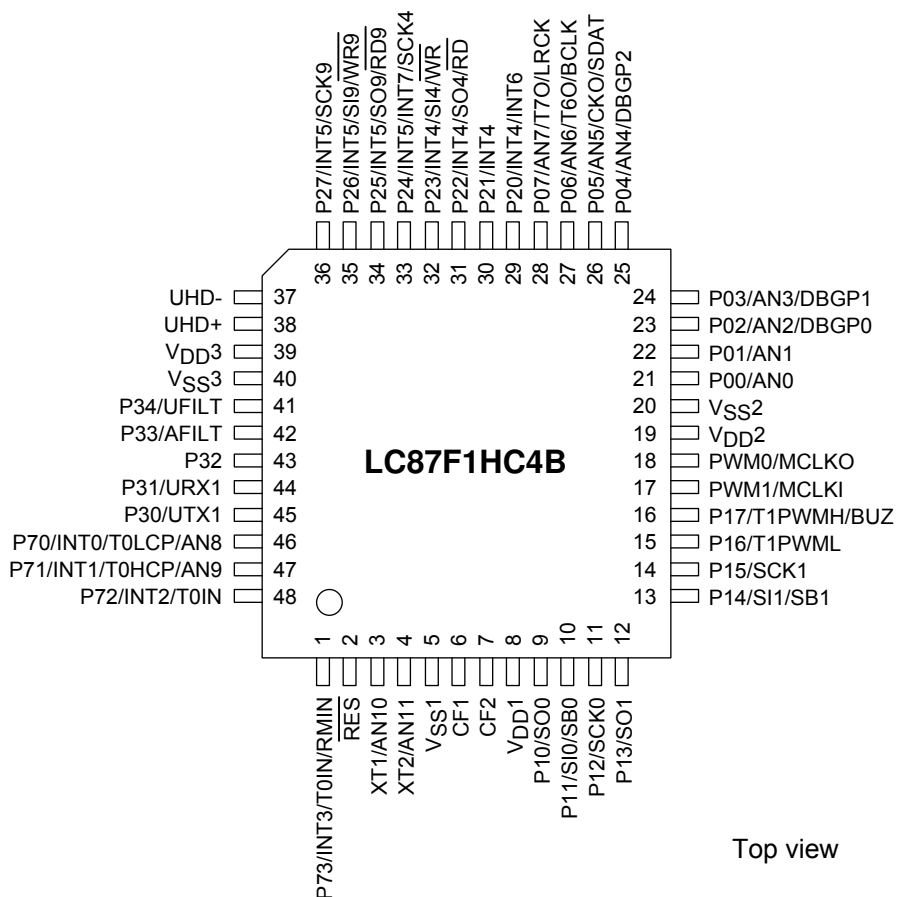 P27/INT5/SCK9
P26/INT5/SI9/WR9
P25/INT5/SO9/RD9
P24/INT5/INT7/SCK4
P23/INT4/SI4/WR
P22/INT4/SO4/RD
P21/INT4
P20/INT4/INT6
P07/AN7/T7O/LRCK
P06/AN6/T6O/BCLK
P05/AN5/CKO/SDAT
P04/AN4/DBGP2
36 35 34 33 32 31 30 29 28 27 26 25
UHD- 37
UHD+ 38
VDD3 39
VSS3 40
P34/UFILT 41
P33/AFILT 42
P32 43
P31/URX1 44
P30/UTX1 45
P70/INT0/T0LCP/AN8 46
P71/INT1/T0HCP/AN9 47
P72/INT2/T0IN 48
LC87F1HC4B
24 P03/AN3/DBGP1
23 P02/AN2/DBGP0
22 P01/AN1
21 P00/AN0
20 VSS2
19 VDD2
18 PWM0/MCLKO
17 PWM1/MCLKI
16 P17/T1PWMH/BUZ
15 P16/T1PWML
14 P15/SCK1
13 P14/SI1/SB1
1 2 3 4 5 6 7 8 9 10 11 12
P73/INT3/T0IN/RMIN
RES
XT1/AN10
XT2/AN11
VSS1
CF1
CF2
VDD1
P10/SO0
P11/SI0/SB0
P12/SCK0
P13/SO1
Top view